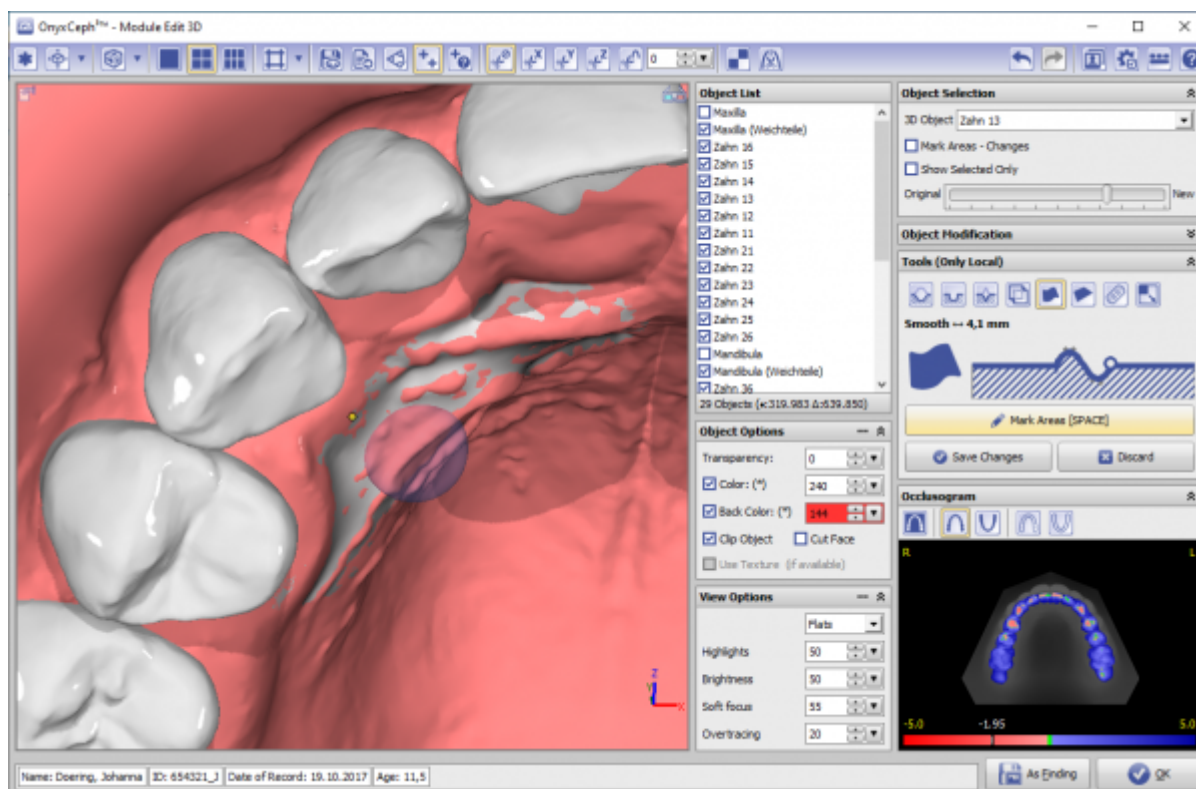 OnyxCeph³ᵀᴹ - Module Edit 3D
0
Object List
Maxilla
Maxilla (Weichteile)
Zahn 16
Zahn 15
Zahn 14
Zahn 13
Zahn 12
Zahn 11
Zahn 21
Zahn 22
Zahn 23
Zahn 24
Zahn 25
Zahn 26
Mandibula
Mandibula (Weichteile)
Zahn 36
29 Objects (•:319.983 Δ:639.850)
Object Options
Transparency: 0
Color: (*) 240
Back Color: (*) 144
Clip Object Cut Face
Use Texture (if available)
View Options
Flats
Highlights 50
Brightness 50
Soft focus 55
Overtracing 20
Object Selection
3D Object Zahn 13
Mark Areas - Changes
Show Selected Only
Original New
Object Modification
Tools (Only Local)
Smooth ↔ 4,1 mm
Mark Areas [SPACE]
Save Changes Discard
Occlusogram
R L
-5.0 -1.95 5.0
Z
Y
X
Name: Doering, Johanna ID: 654321_J Date of Record: 19.10.2017 Age: 11,5
As Finding OK